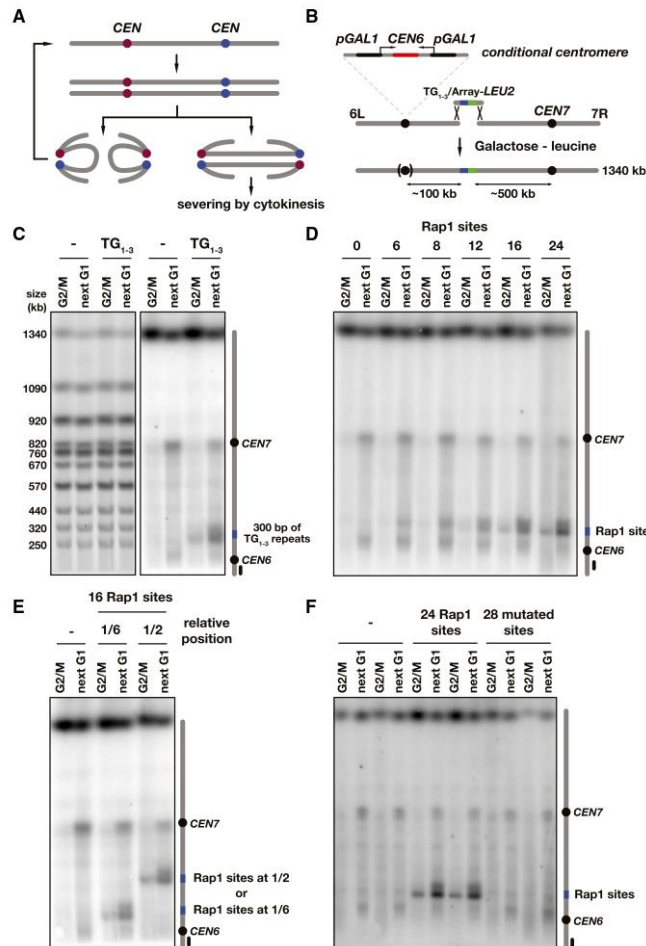 A
CEN CEN
severing by cytokinesis
B
pGAL1 CEN6 pGAL1
conditional centromere
TG1-3/Array-LEU2
6L CEN7 7R
Galactose - leucine
1340 kb
~100 kb ~500 kb
C
- TG1-3 - TG1-3
G2/M next G1 G2/M next G1 G2/M next G1 G2/M next G1
size
(kb)
1340
1090
920
820
760
670
570
440
320
250
CEN7
300 bp of
TG1-3
repeats
CEN6
D
Rap1 sites
0 6 8 12 16 24
G2/M next G1 G2/M next G1 G2/M next G1 G2/M next G1 G2/M next G1 G2/M next G1
CEN7
Rap1 sit
CEN6
E
16 Rap1 sites
- 1/6 1/2
relative
position
G2/M next G1 G2/M next G1 G2/M next G1
CEN7
Rap1 sites at 1/2
or
Rap1 sites at 1/6
CEN6
F
- 24 Rap1 28 mutated
sites sites
G2/M next G1 G2/M next G1 G2/M next G1 G2/M next G1 G2/M next G1 G2/M next G1
CEN7
Rap1 sites
CEN6